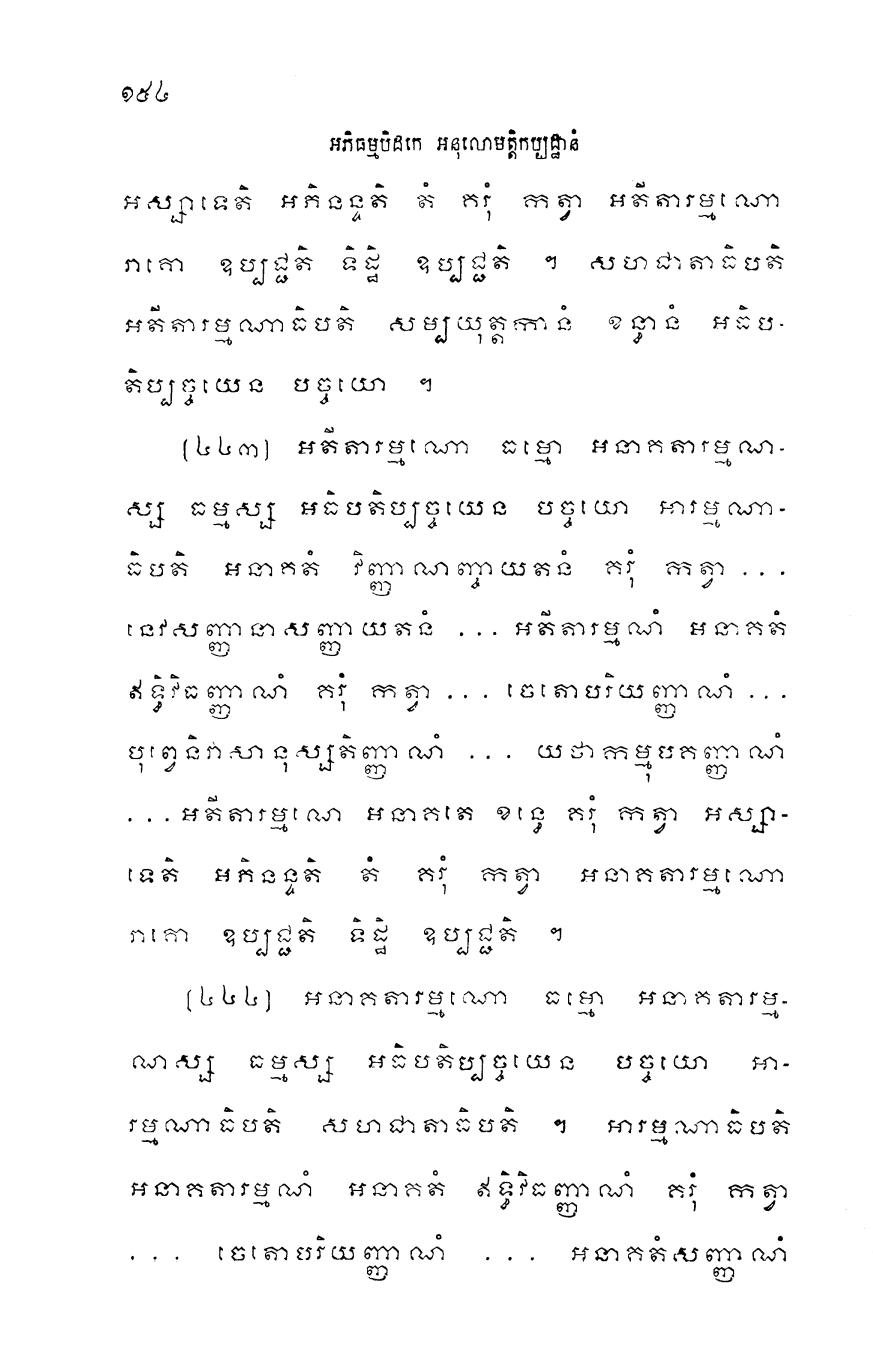 ១៥៤
អភិធម្មបិដកេ អនុលោមត្តិកប្បដ្ឋានំ
អស្សាទេតិ អភិនន្ទតិ តំ គរុំ កត្វា អតីតារម្មណោ
រាគោ ឧប្បជ្ជតិ ទិដ្ឋិ ឧប្បជ្ជតិ ។ សហជាតាធិបតិ
អតីតារម្មណាធិបតិ សម្បយុត្តកានំ ខន្ធានំ អធិប-
តិប្បច្ចយេន បច្ចយោ ។
(៤៤៣) អតីតារម្មណោ ធម្មោ អនាគតារម្មណ-
ស្ស ធម្មស្ស អធិបតិប្បច្ចយេន បច្ចយោ អារម្មណា-
ធិបតិ អនាគតំ វិញ្ញាណញ្ចាយតនំ គរុំ កត្វា ...
នេវសញ្ញានាសញ្ញាយតនំ ... អតីតារម្មណំ អនាគតំ
ឥទ្ធិវិធញ្ញាណំ គរុំ កត្វា ... ចេតោបរិយញ្ញាណំ ...
បុព្វេនិវាសានុស្សតិញ្ញាណំ ... យថាកម្មុបគញ្ញាណំ
...អតីតារម្មណេ អនាគតេ ខន្ធេ គរុំ កត្វា អស្សា-
ទេតិ អភិនន្ទតិ តំ គរុំ កត្វា អនាគតារម្មណោ
រាគោ ឧប្បជ្ជតិ ទិដ្ឋិ ឧប្បជ្ជតិ ។
(៤៤៤) អនាគតារម្មណោ ធម្មោ អនាគតារម្ម-
ណស្ស ធម្មស្ស អធិបតិប្បច្ចយេន បច្ចយោ អា-
រម្មណាធិបតិ សហជាតាធិបតិ ។ អារម្មណាធិបតិ
អនាគតារម្មណំ អនាគតំ ឥទ្ធិវិធញ្ញាណំ គរុំ កត្វា
... ចេតោបរិយញ្ញាណំ ... អនាគតំសញ្ញាណំ